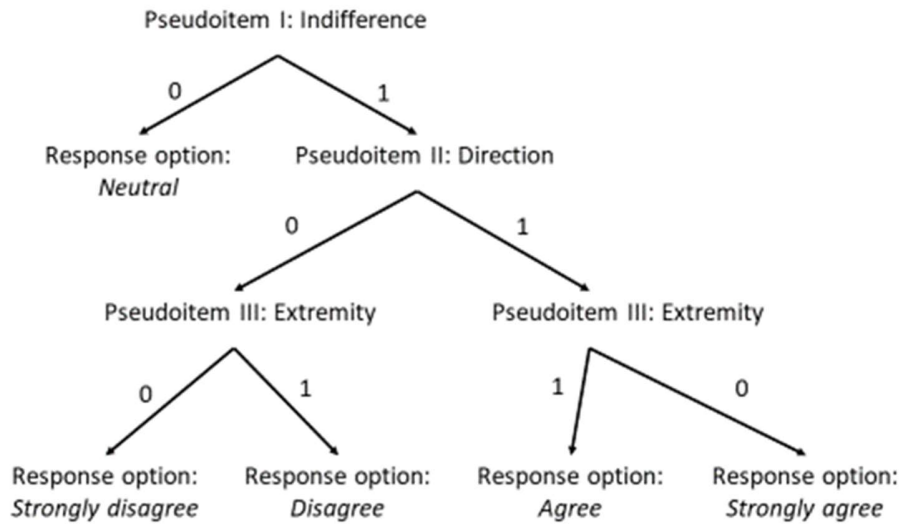 Pseudoitem I: Indifference
0
1
Response option:
Neutral
Pseudoitem II: Direction
0
1
Pseudoitem III: Extremity
Pseudoitem III: Extremity
0
1
1
0
Response option:
Strongly disagree
Response option:
Disagree
Response option:
Agree
Response option:
Strongly agree